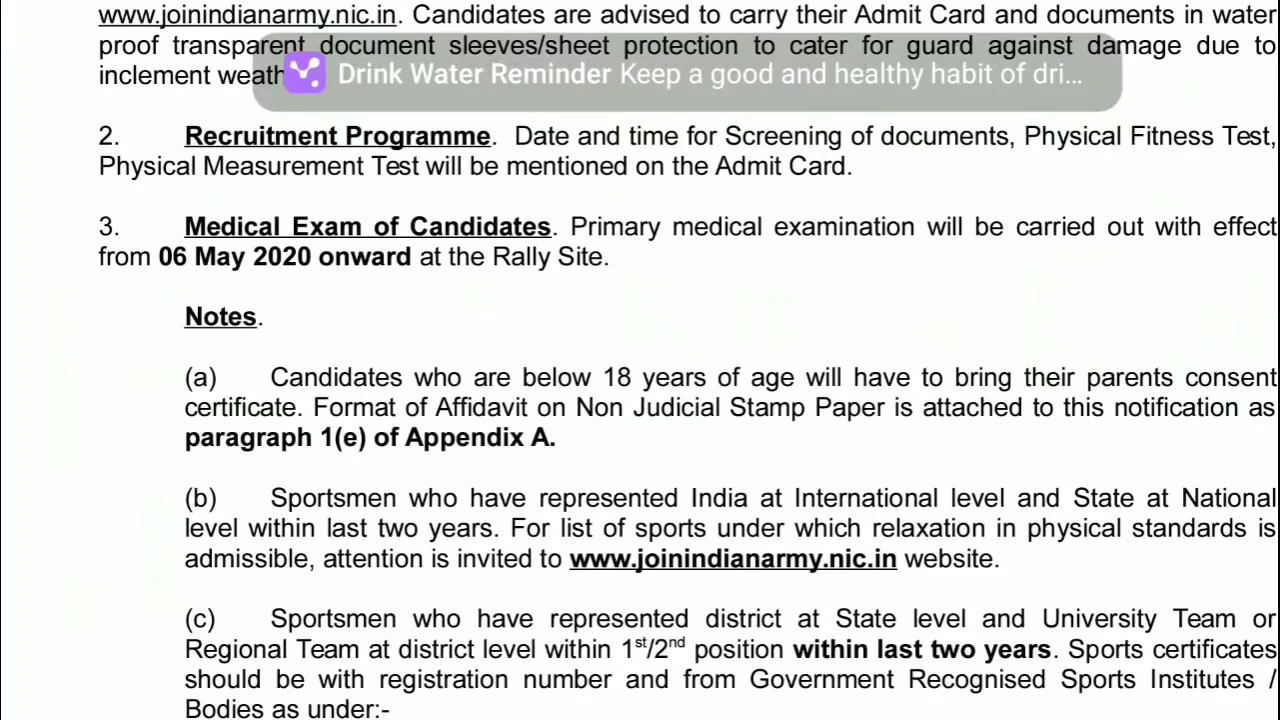 www.joinindianarmy.nic.in. Candidates are advised to carry their Admit Card and documents in water
proof transparent document sleeves/sheet protection to cater for guard against damage due to
inclement weath
Drink Water Reminder Keep a good and healthy habit of dri...
2. Recruitment Programme. Date and time for Screening of documents, Physical Fitness Test,
Physical Measurement Test will be mentioned on the Admit Card.
3. Medical Exam of Candidates. Primary medical examination will be carried out with effect
from 06 May 2020 onward at the Rally Site.
Notes.
(a) Candidates who are below 18 years of age will have to bring their parents consent
certificate. Format of Affidavit on Non Judicial Stamp Paper is attached to this notification as
paragraph 1(e) of Appendix A.
(b) Sportsmen who have represented India at International level and State at National
level within last two years. For list of sports under which relaxation in physical standards is
admissible, attention is invited to www.joinindianarmy.nic.in website.
(c) Sportsmen who have represented district at State level and University Team or
Regional Team at district level within 1st/2nd position within last two years. Sports certificates
should be with registration number and from Government Recognised Sports Institutes /
Bodies as under:-